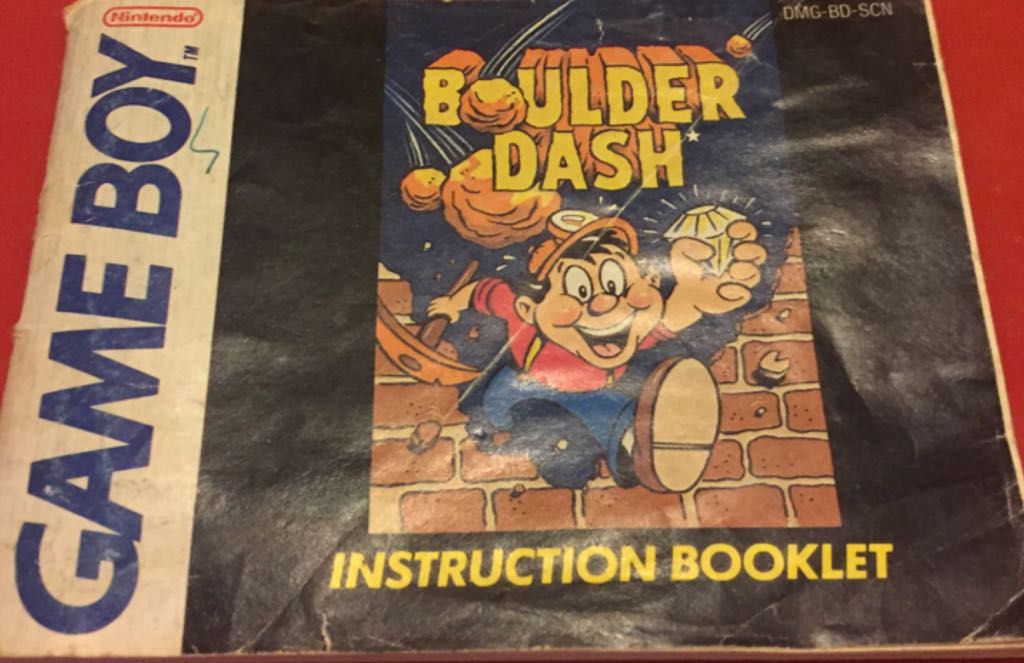 Nintendo
GAME BOY™
DMG-BD-SCN
BOULDER
DASH*
INSTRUCTION BOOKLET